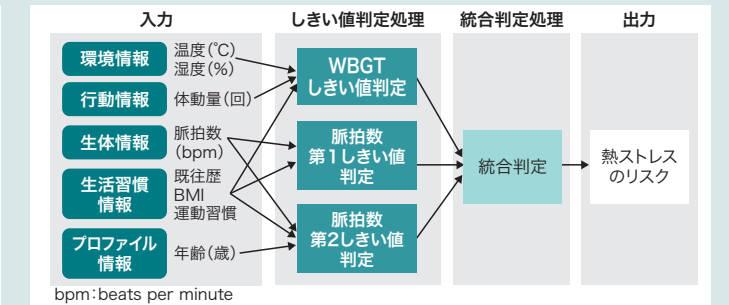 入力
しきい値判定処理
統合判定処理
出力
環境情報
温度(℃)
湿度(%)
行動情報
体動量(回)
生体情報
脈拍数
(bpm)
生活習慣
情報
既往歴
BMI
運動習慣
プロファイル
情報
年齢(歳)
WBGT
しきい値判定
脈拍数
第1しきい値
判定
脈拍数
第2しきい値
判定
統合判定
熱ストレス
のリスク
bpm:beats per minute